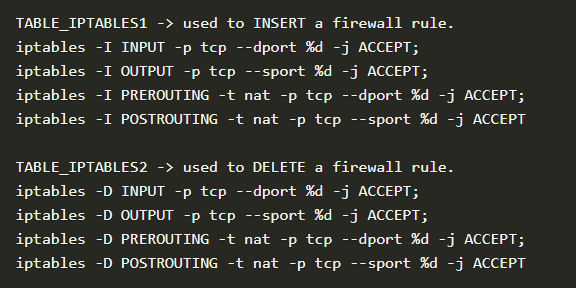 TABLE_IPTABLES1 -> used to INSERT a firewall rule.
iptables -I INPUT -p tcp --dport %d -j ACCEPT;
iptables -I OUTPUT -p tcp --sport %d -j ACCEPT;
iptables -I PREROUTING -t nat -p tcp --dport %d -j ACCEPT;
iptables -I POSTROUTING -t nat -p tcp --sport %d -j ACCEPT
TABLE_IPTABLES2 -> used to DELETE a firewall rule.
iptables -D INPUT -p tcp --dport %d -j ACCEPT;
iptables -D OUTPUT -p tcp --sport %d -j ACCEPT;
iptables -D PREROUTING -t nat -p tcp --dport %d -j ACCEPT;
iptables -D POSTROUTING -t nat -p tcp --sport %d -j ACCEPT